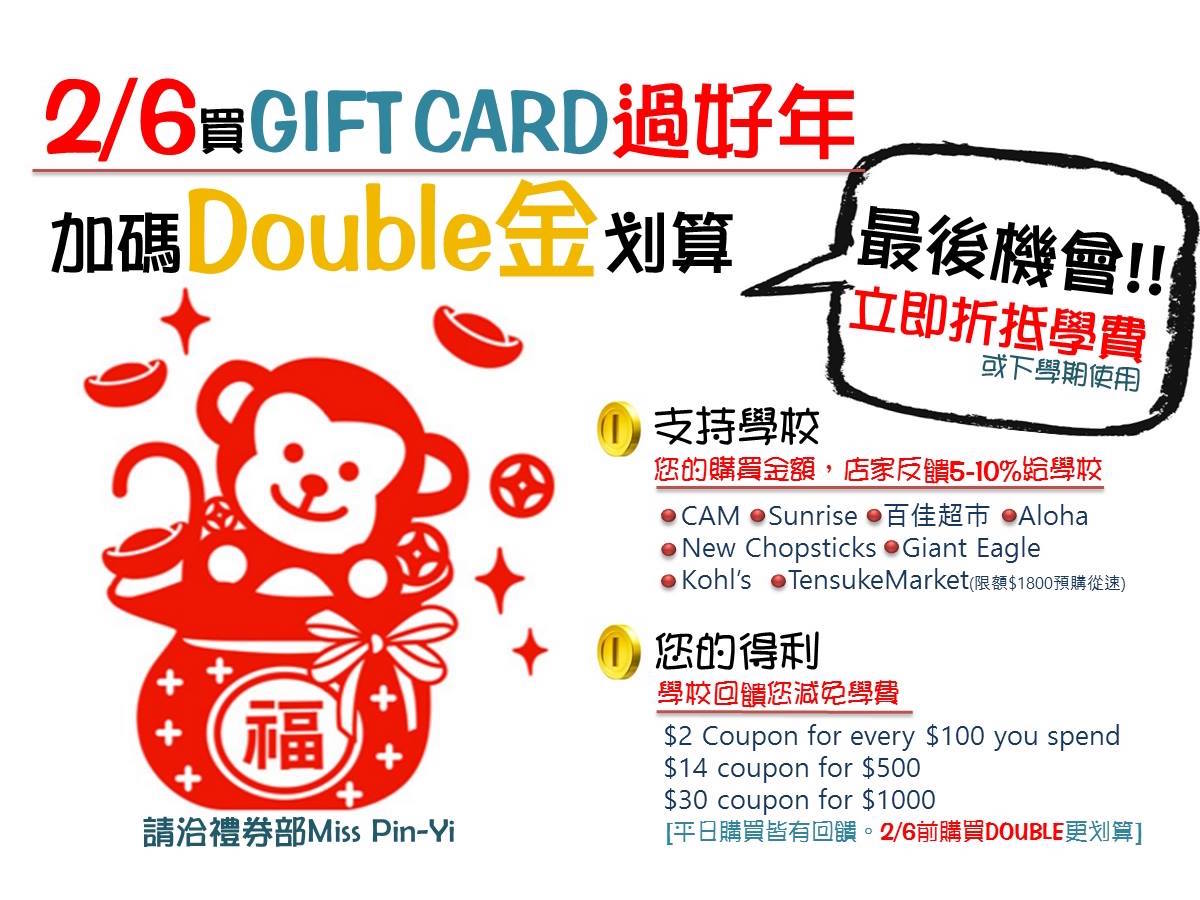 2/6買GIFT CARD過好年
加碼Double金划算
最後機會!!
立即折抵學費
或下學期使用
支持學校
您的購買金額，店家反饋5-10%給學校
CAM Sunrise 百佳超市 Aloha
New Chopsticks Giant Eagle
Kohl's TensukeMarket(限額$1800預購從速)
您的得利
學校回饋您減免學費
$2 Coupon for every $100 you spend
$14 coupon for $500
$30 coupon for $1000
[平日購買皆有回饋。2/6前購買DOUBLE更划算]
福
請洽禮券部Miss Pin-Yi